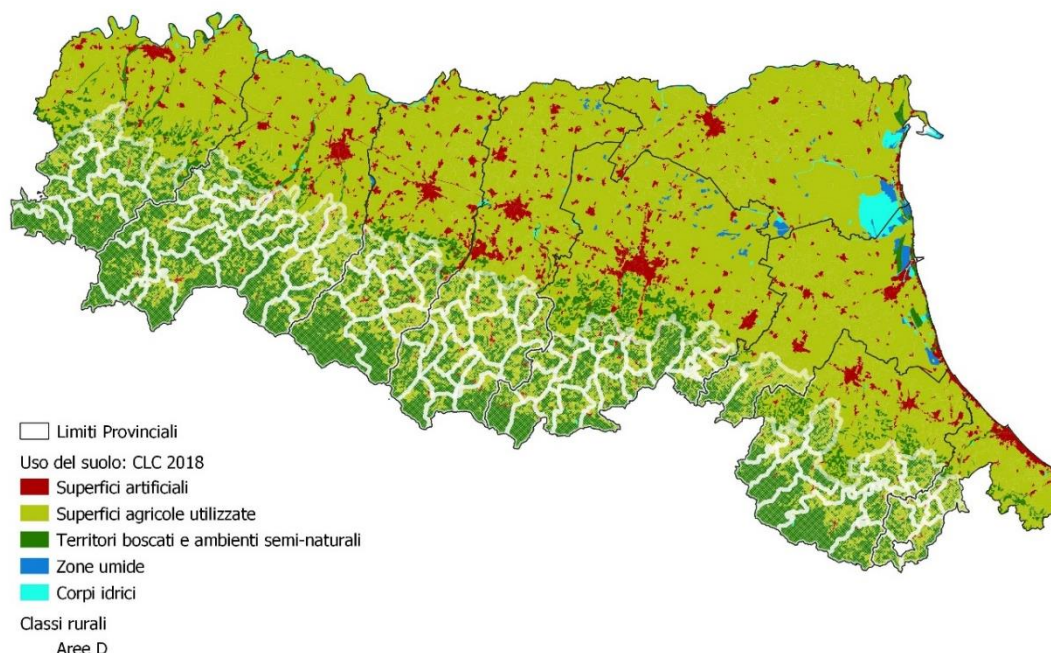 Limiti Provinciali
Uso del suolo: CLC 2018
Superfici artificiali
Superfici agricole utilizzate
Territori boscati e ambienti semi-naturali
Zone umide
Corpi idrici
Classi rurali
Aree D